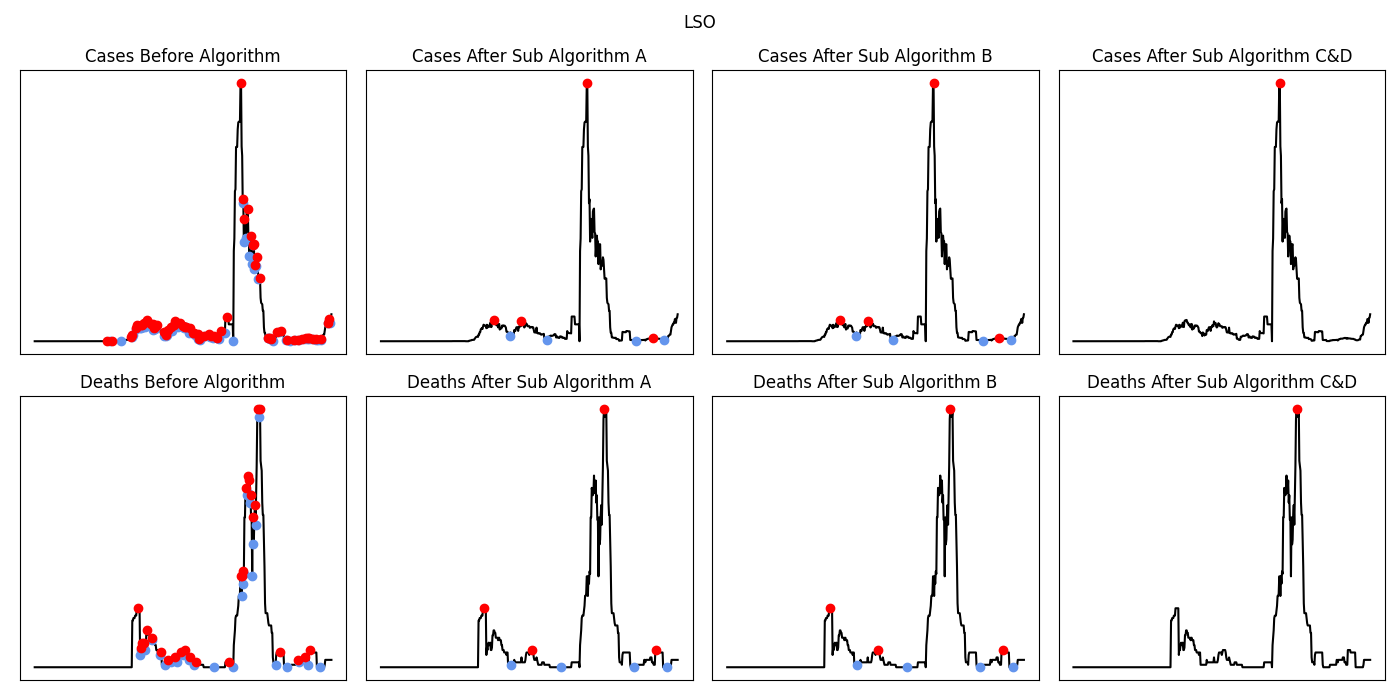 LSO
Cases Before Algorithm
Cases After Sub Algorithm A
Cases After Sub Algorithm B
Cases After Sub Algorithm C&D
Deaths Before Algorithm
Deaths After Sub Algorithm A
Deaths After Sub Algorithm B
Deaths After Sub Algorithm C&D